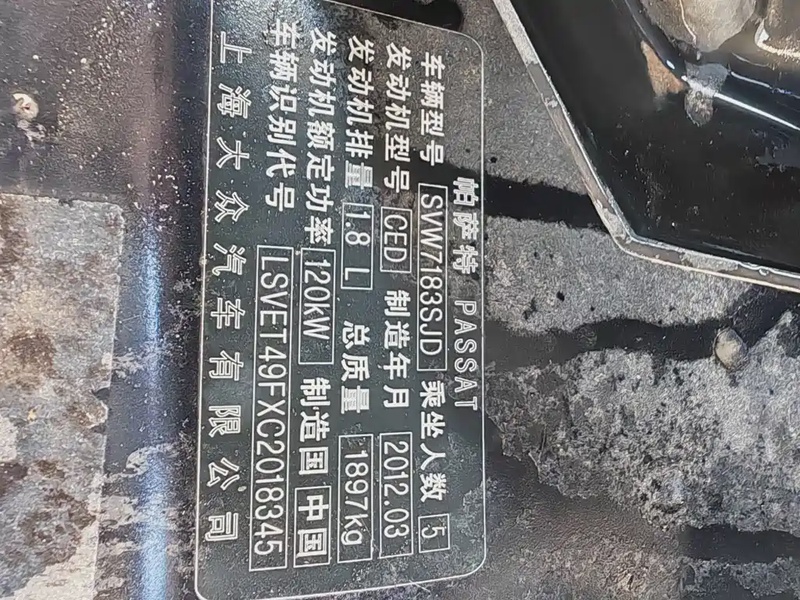 帕萨特 PASSAT
车辆型号 SVW7183SJD 乘坐人数 5
发动机型号 CED 制造年月 2012.03
发动机排量 1.8 L 总质量 1897kg
发动机额定功率 120kW 制造国 中国
车辆识别代号 LSVET49FXC2018345
上海大众汽车有限公司